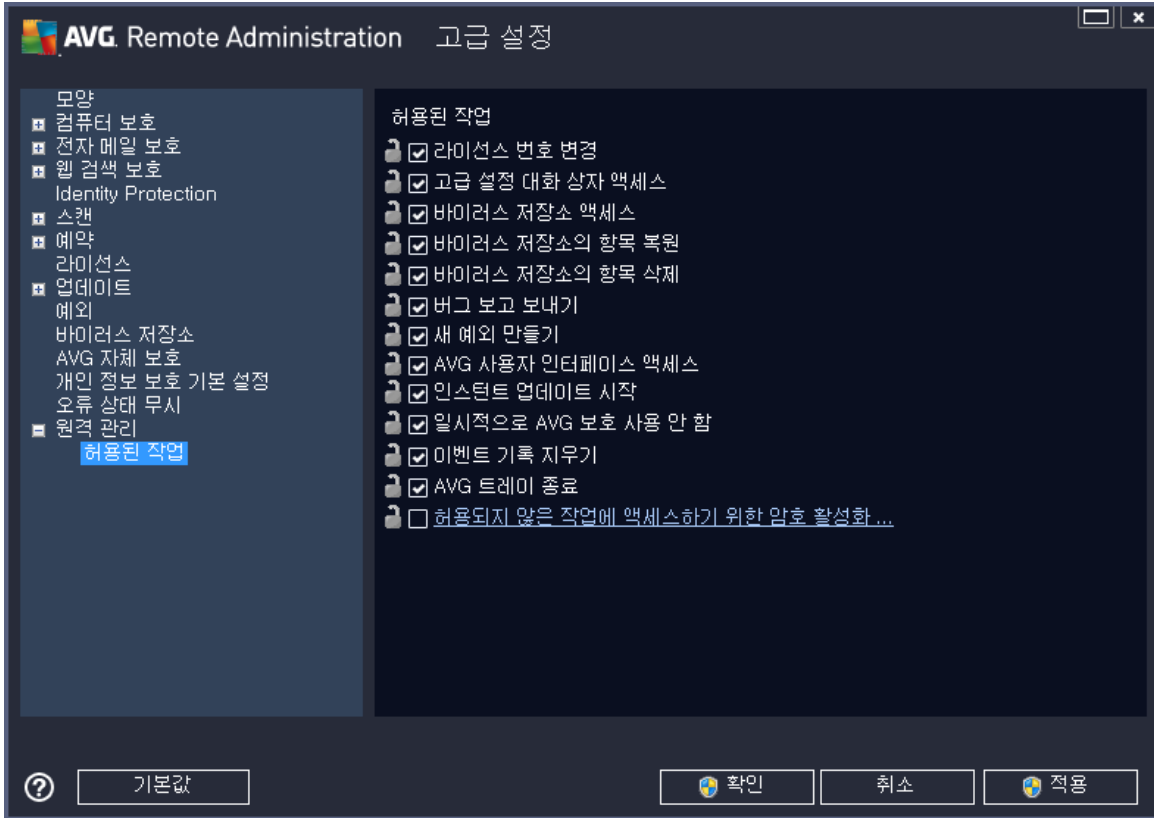 AVG. Remote Administration 고급 설정
모양
컴퓨터 보호
전자 메일 보호
웹 검색 보호
Identity Protection
스캔
예약
라이선스
업데이트
예외
바이러스 저장소
AVG 자체 보호
개인 정보 보호 기본 설정
오류 상태 무시
원격 관리
허용된 작업
허용된 작업
라이선스 번호 변경
고급 설정 대화 상자 액세스
바이러스 저장소 액세스
바이러스 저장소의 항목 복원
바이러스 저장소의 항목 삭제
버그 보고 보내기
새 예외 만들기
AVG 사용자 인터페이스 액세스
인스턴트 업데이트 시작
일시적으로 AVG 보호 사용 안 함
이벤트 기록 지우기
AVG 트레이 종료
허용되지 않은 작업에 액세스하기 위한 암호 활성화 ...
기본값
확인
취소
적용